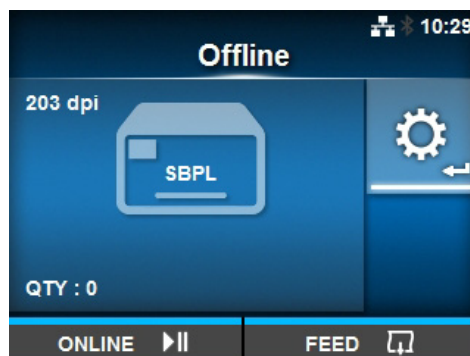 10:29
Offline
203 dpi
SBPL
QTY : 0
ONLINE
FEED